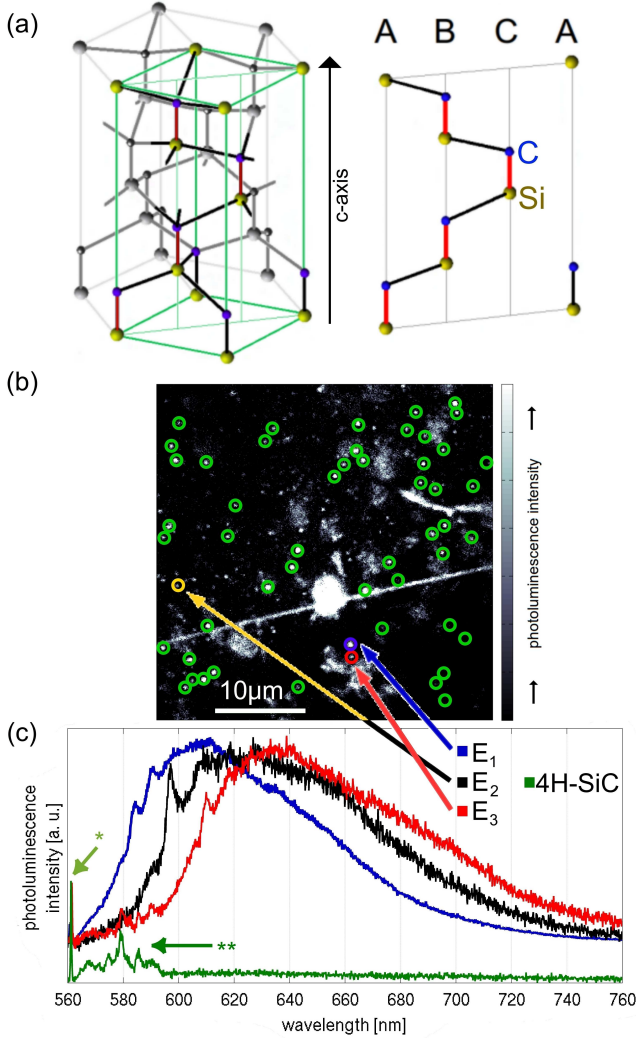 (a)
A B C A
c-axis
C
Si
(b)
photoluminescence intensity
10µm
(c)
E1
E2
E3
4H-SiC
photoluminescence
intensity [a. u.]
*
**
560 580 600 620 640 660 680 700 720 740 760
wavelength [nm]